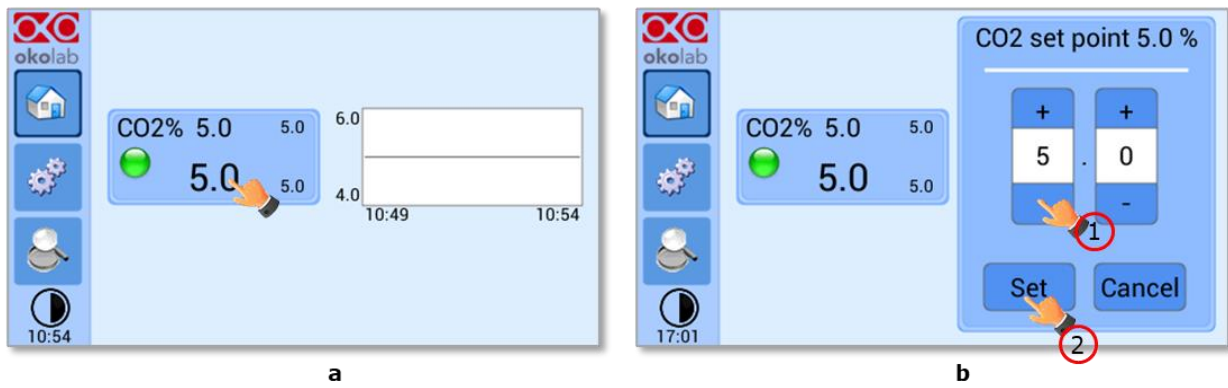 OKO
okolab
CO2% 5.0 5.0
5.0 5.0
6.0
4.0
10:49 10:54
10:54
a
OKO
okolab
CO2% 5.0 5.0
5.0 5.0
17:01
CO2 set point 5.0 %
+ +
5 . 0
-
1
Set Cancel
2
b